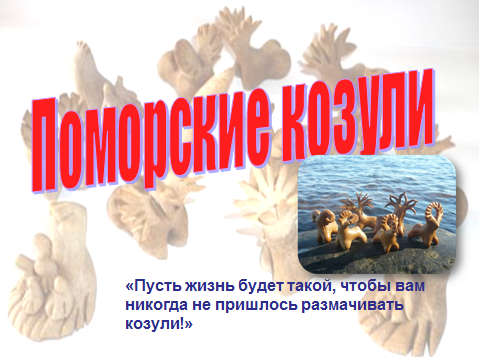 Поморские козули
«Пусть жизнь будет такой, чтобы вам
никогда не пришлось размачивать
козули!»